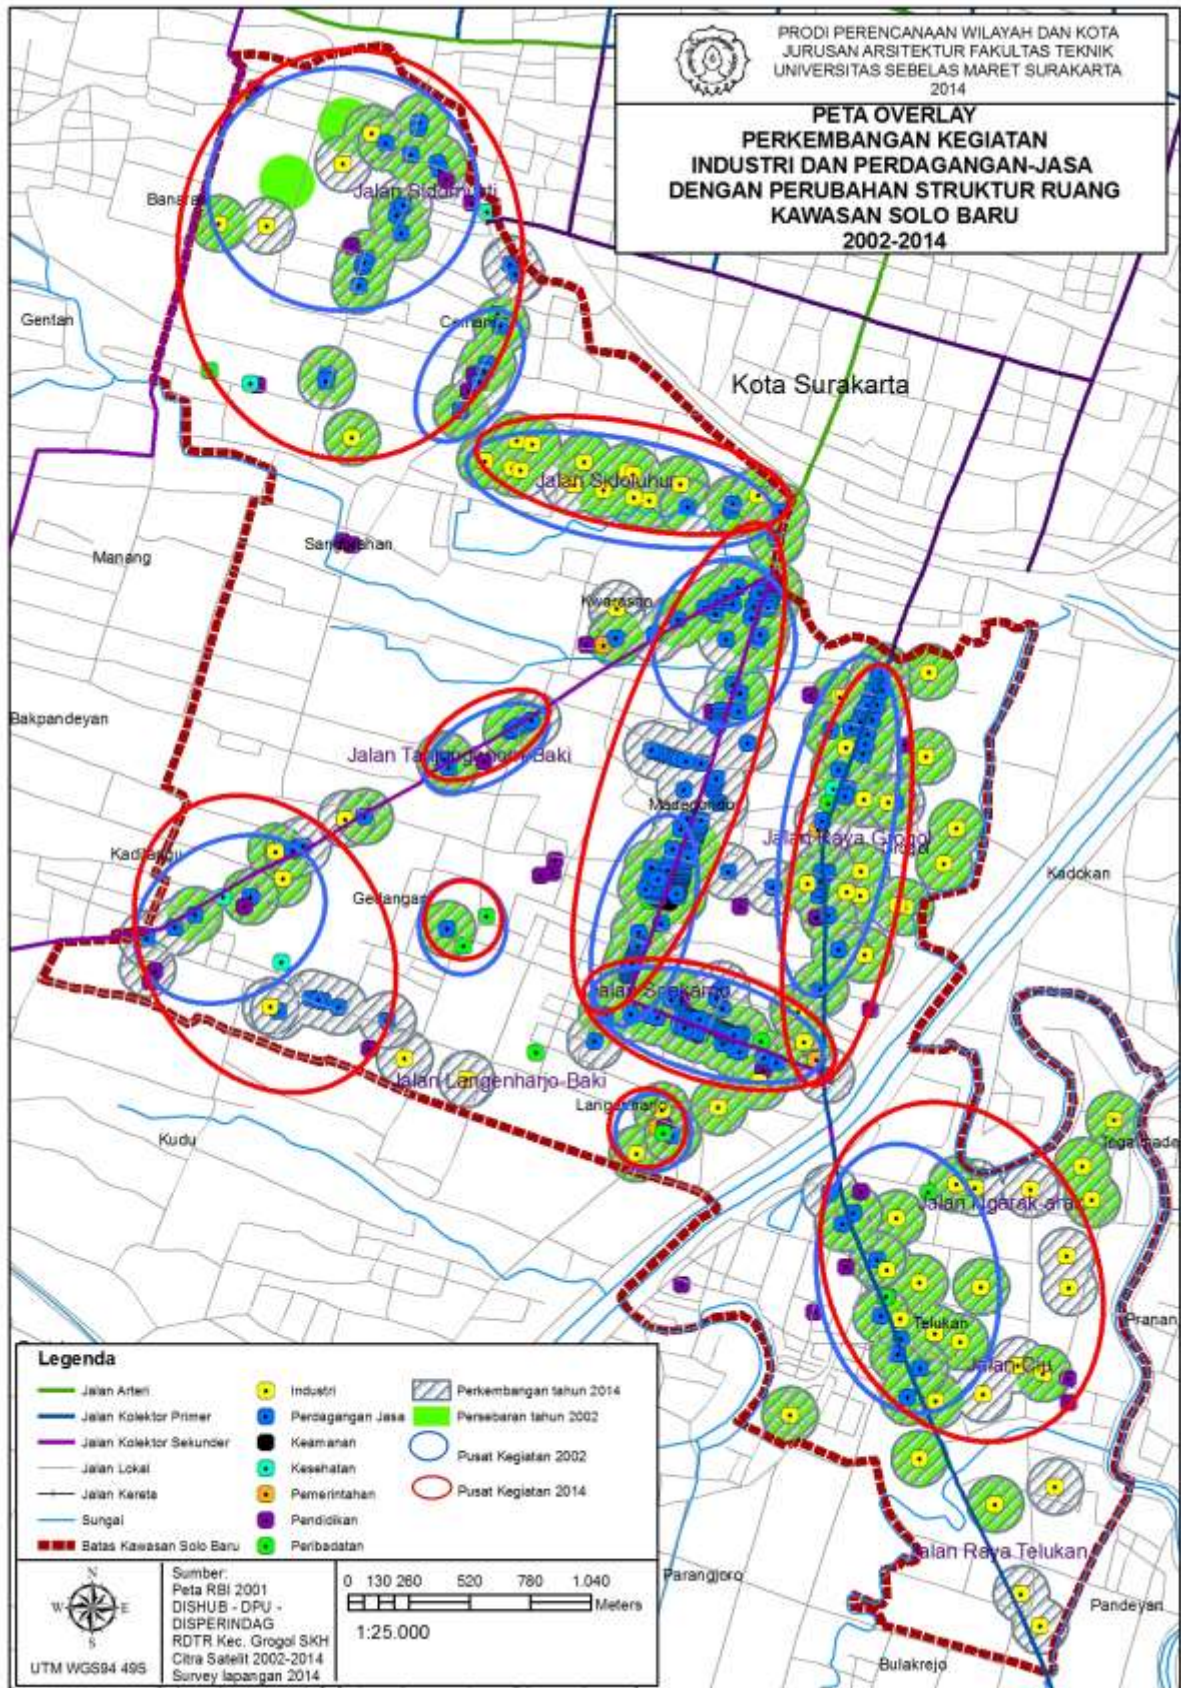 PRODI PERENCANAAN WILAYAH DAN KOTA
JURUSAN ARSITEKTUR FAKULTAS TEKNIK
UNIVERSITAS SEBELAS MARET SURAKARTA
2014
PETA OVERLAY
PERKEMBANGAN KEGIATAN
INDUSTRI DAN PERDAGANGAN-JASA
DENGAN PERUBAHAN STRUKTUR RUANG
KAWASAN SOLO BARU
2002-2014
Gentan
Kota Surakarta
Jalan Sidoluhur
Manang
Kwarasan
Bakpandeyan
Jalan
Baki
Madegondo
Jalan Raya Grogol
Kadokan
Gedangan
Jalan Soekarno
Jalan Langenharjo-Baki
Kudu
Telukan
Pranan
Jalan Raya Telukan
Parangjoro
Pandeyan
Bulakrejo
Legenda
Jalan Arteri
Jalan Kolektor Primer
Jalan Kolektor Sekunder
Jalan Lokal
Jalan Kereta
Sungai
Batas Kawasan Solo Baru
Industri
Perdagangan Jasa
Keamanan
Kesehatan
Pemerintahan
Pendidikan
Peribadatan
Perkembangan tahun 2014
Persebaran tahun 2002
Pusat Kegiatan 2002
Pusat Kegiatan 2014
N
W E
S
UTM WGS94 49S
Sumber:
Peta RBI 2001
DISHUB - DPU -
DISPERINDAG
RDTR Kec. Grogol SKH
Citra Satelit 2002-2014
Survey lapangan 2014
0 130 260 520 780 1.040
Meters
1:25.000